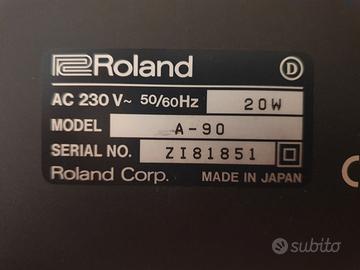 Roland D
AC 230 V~ 50/60Hz 20W
MODEL A-90
SERIAL NO. ZI81851
Roland Corp. MADE IN JAPAN
subito